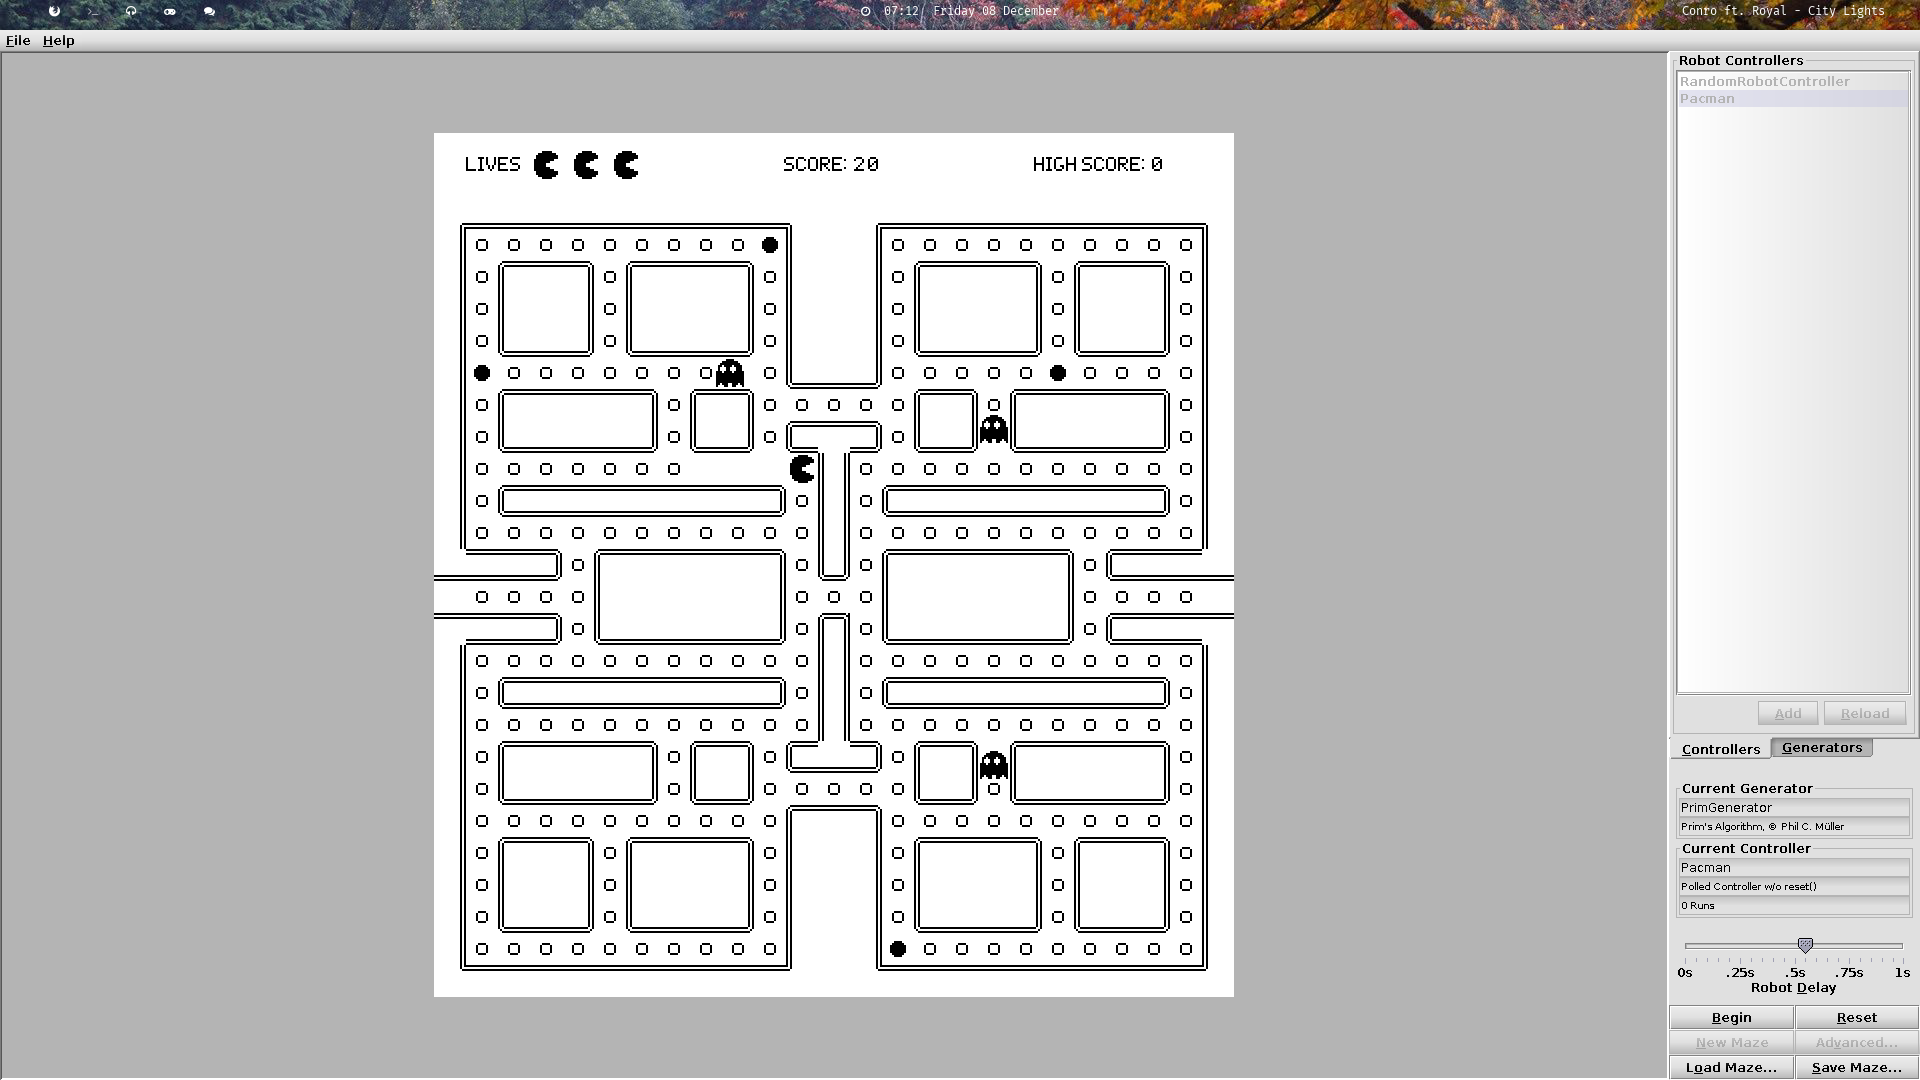 07:12 Friday 08 December
Conro ft. Royal - City Lights
File Help
Robot Controllers
RandomRobotController
Pacman
LIVES
SCORE: 20
HIGH SCORE: 0
Add Reload
Controllers Generators
Current Generator
PrimGenerator
Prim's Algorithm, © Phil C. Müller
Current Controller
Pacman
Polled Controller w/o reset()
0 Runs
0s .25s .5s .75s 1s
Robot Delay
Begin Reset
New Maze Advanced...
Load Maze... Save Maze...